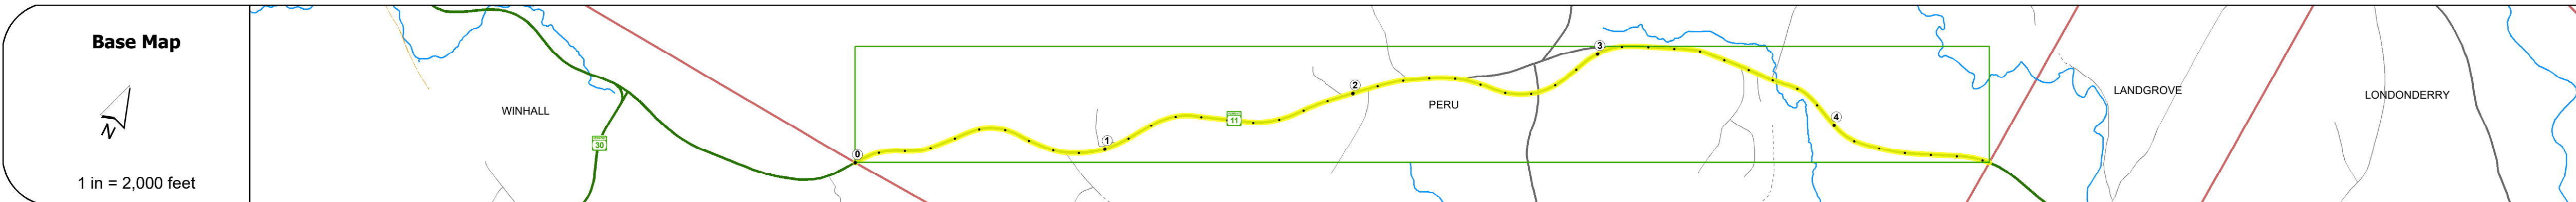 Base Map
N
1 in = 2,000 feet
WINHALL
30
0
1
11
2
PERU
3
4
LANDGROVE
LONDONDERRY